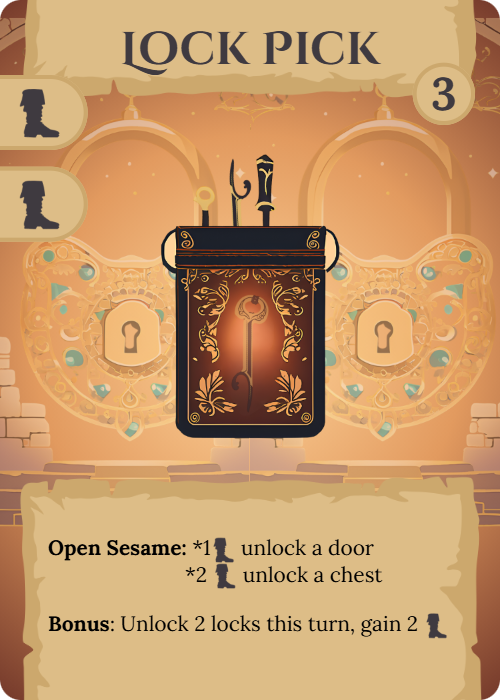 LOCK PICK
3
Open Sesame: *1 unlock a door
*2 unlock a chest
Bonus: Unlock 2 locks this turn, gain 2